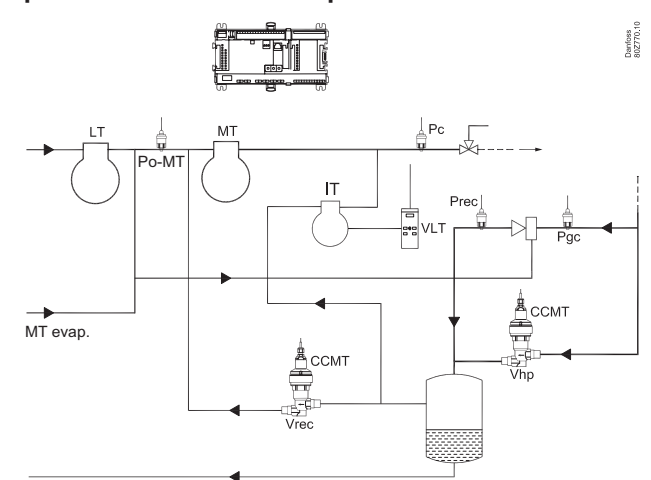 Danfoss
80Z770.10
LT
MT
Pc
Po-MT
IT
VLT
Prec
Pgc
MT evap.
CCMT
Vrec
CCMT
Vhp